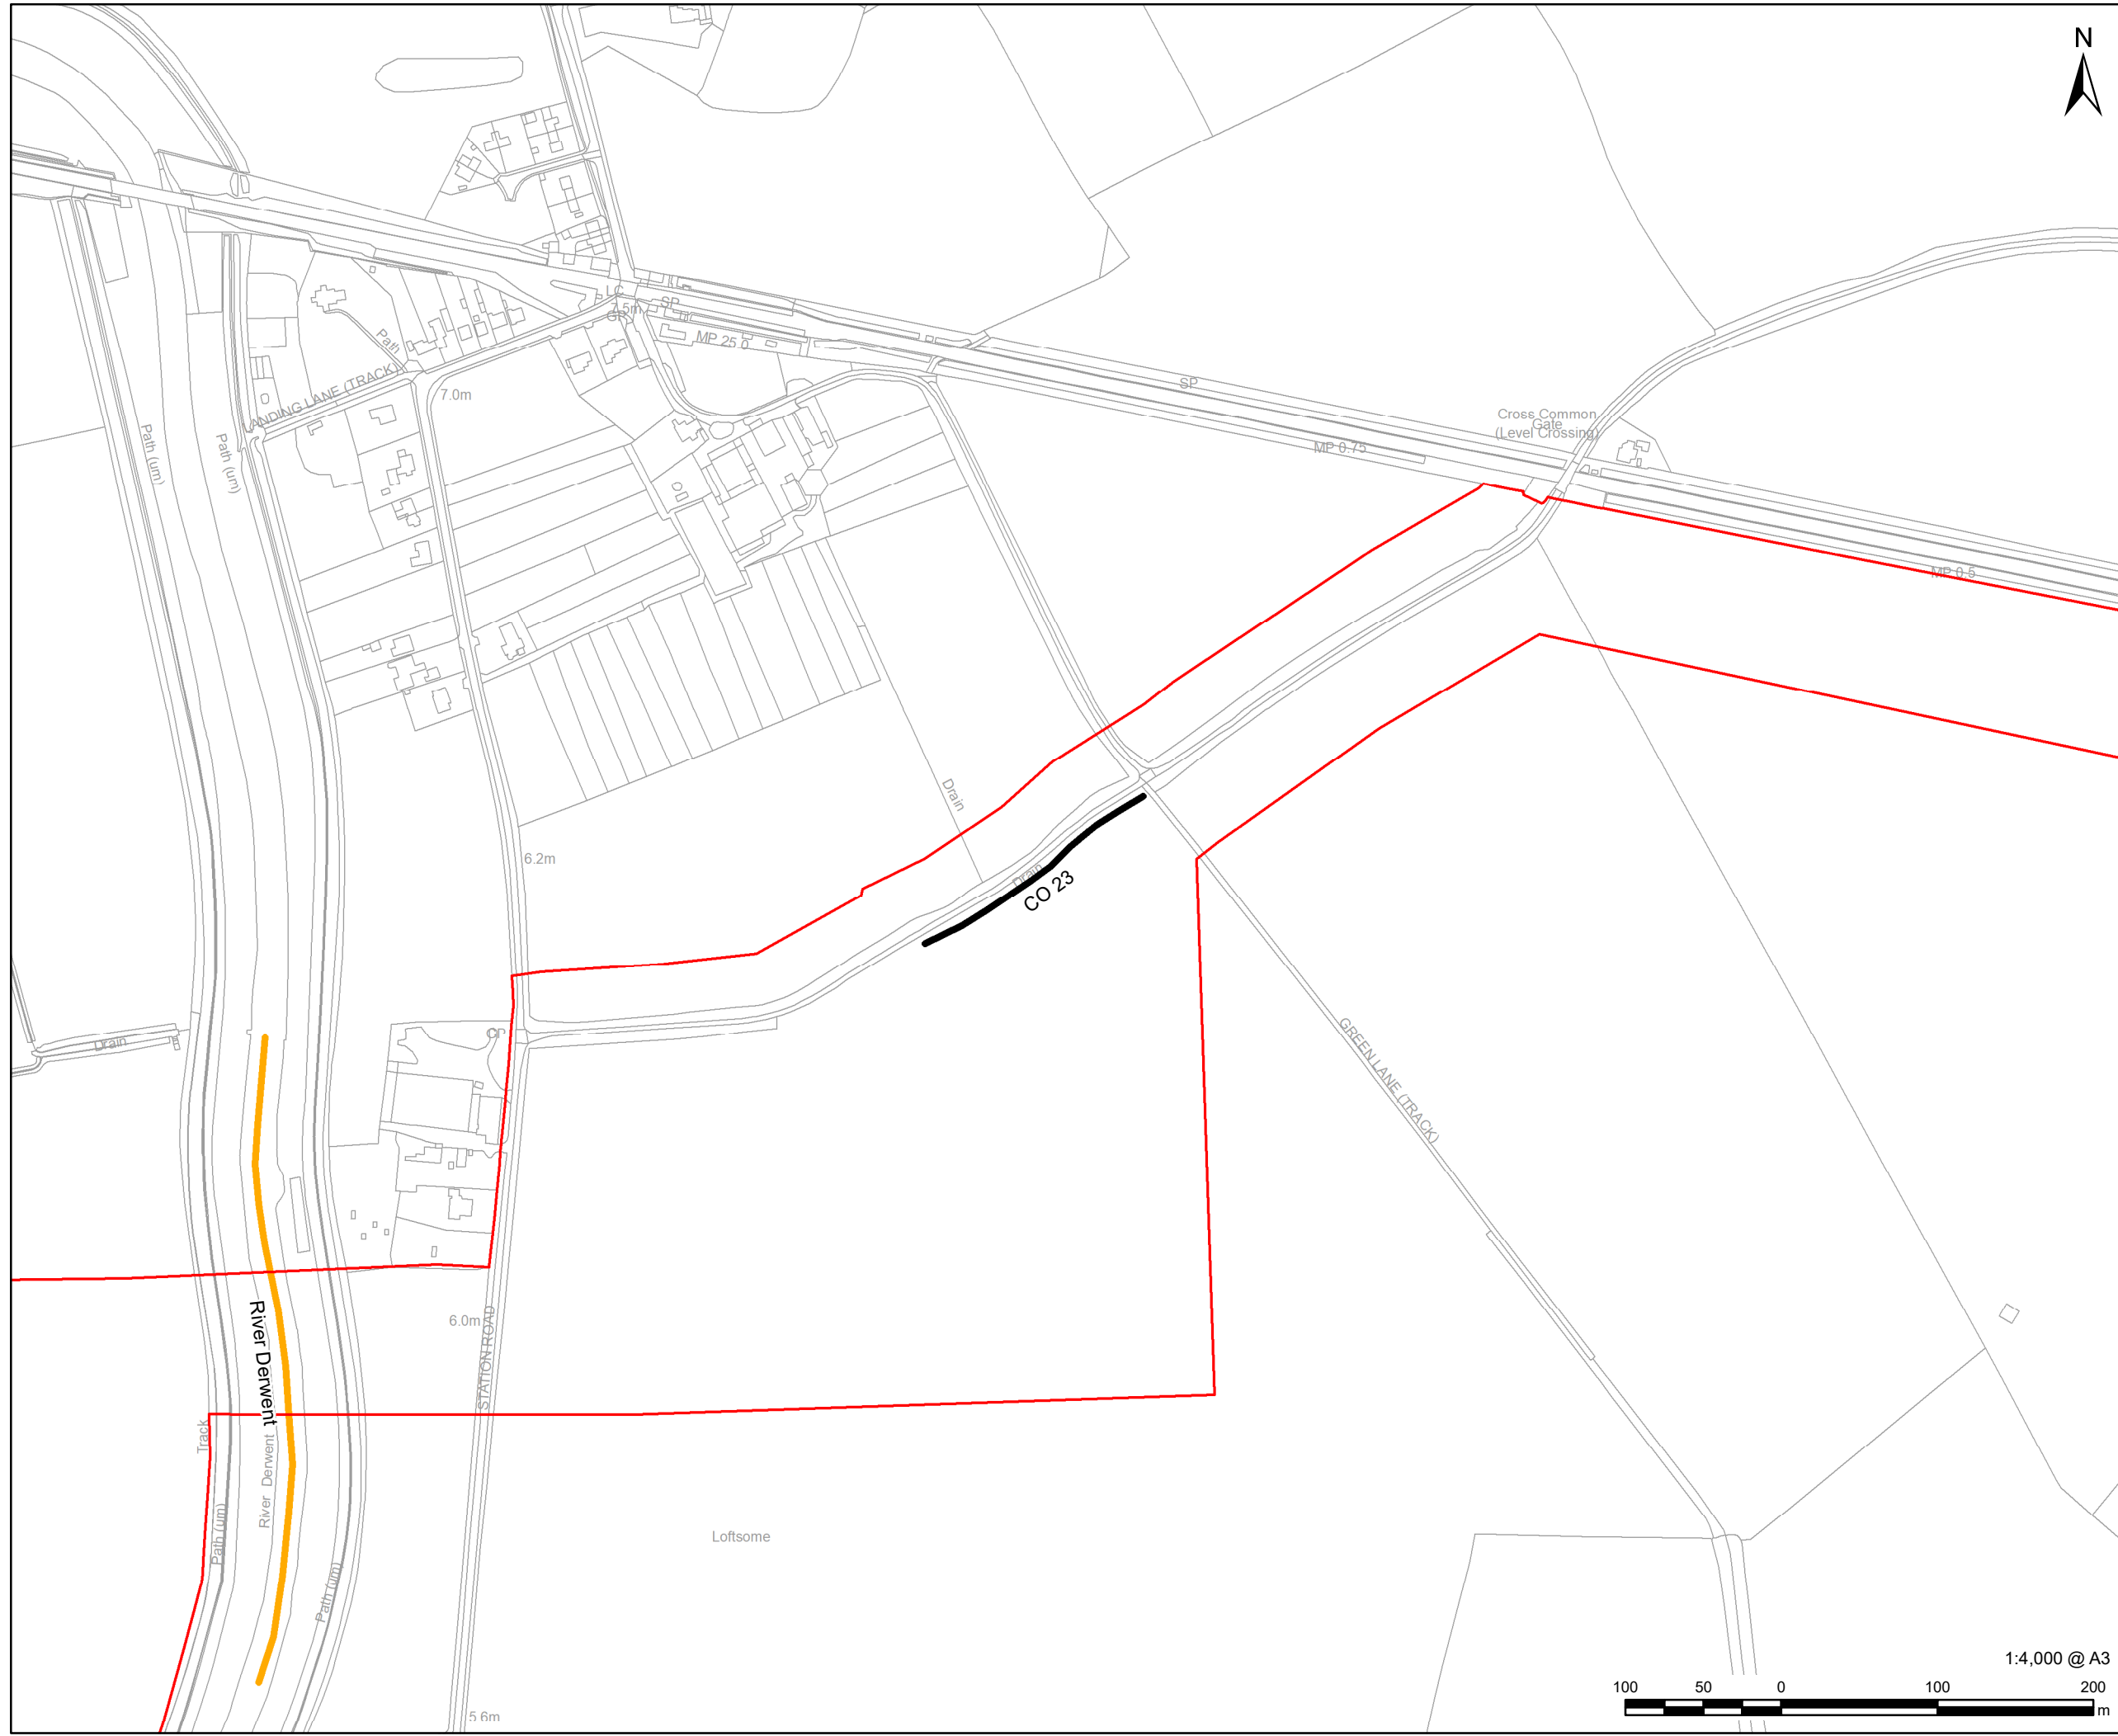 N
LC
SP
7.5m
GP
MP 25.0
Path
ANDING LANE (TRACK)
7.0m
SP
Cross Common
Gate
(Level Crossing)
MP 0.75
Path (um)
Path (um)
MP 0.5
Drain
6.2m
Drain
CO 23
Drain
GREEN LANE (TRACK)
River Derwent
6.0m
STATION ROAD
Track
River Derwent
Path (um)
Path (um)
Loftsome
5.6m
1:4,000 @ A3
100 50 0 100 200
m